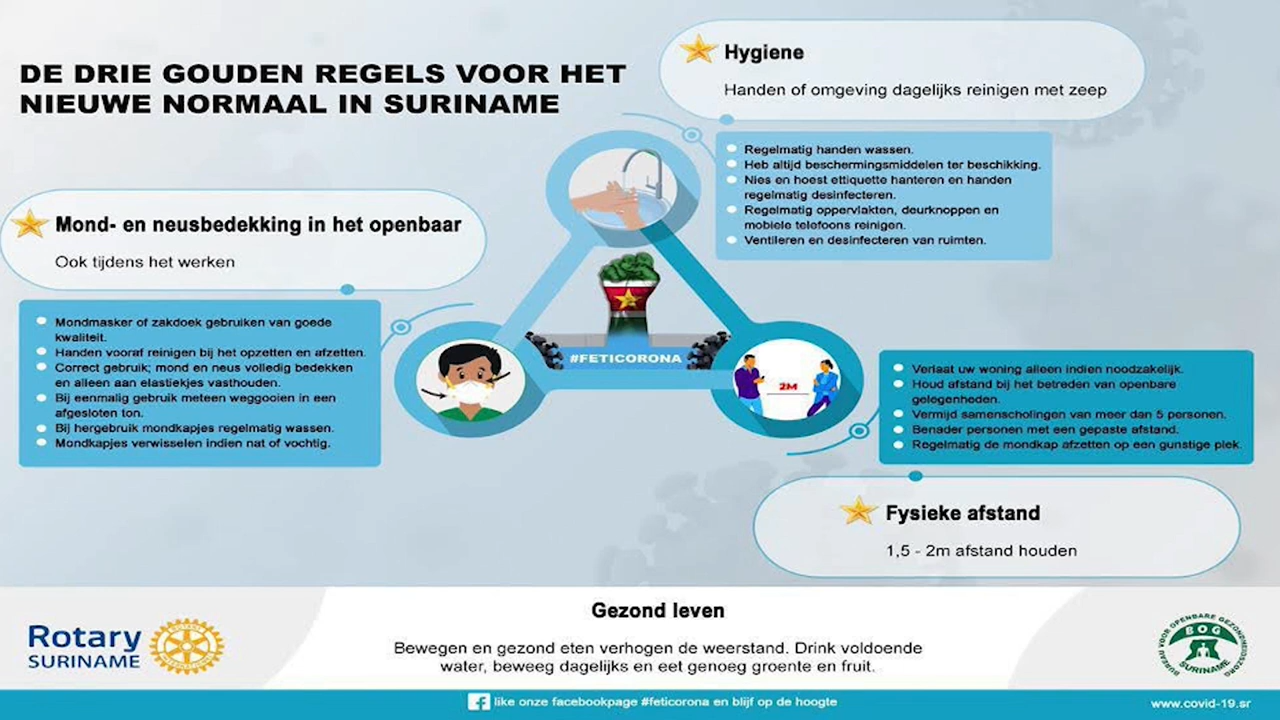 DE DRIE GOUDEN REGELS VOOR HET
NIEUWE NORMAAL IN SURINAME
Hygiene
Handen of omgeving dagelijks reinigen met zeep
Regelmatig handen wassen.
Heb altijd beschermingsmiddelen ter beschikking.
Nies en hoest ettiquette hanteren en handen
regelmatig desinfecteren.
Regelmatig oppervlakten, deurknoppen en
mobiele telefoons reinigen.
Ventileren en desinfecteren van ruimten.
Mond- en neusbedekking in het openbaar
Ook tijdens het werken
Mondmasker of zakdoek gebruiken van goede
kwaliteit.
Handen vooraf reinigen bij het opzetten en afzetten.
Correct gebruik; mond en neus volledig bedekken
en alleen aan elastiekjes vasthouden.
Bij eenmalig gebruik meteen weggooien in een
afgesloten ton.
Bij hergebruik mondkapjes regelmatig wassen.
Mondkapjes verwisselen indien nat of vochtig.
#FETICORONA
2M
Verlaat uw woning alleen indien noodzakelijk.
Houd afstand bij het betreden van openbare
gelegenheden.
Vermijd samenscholingen van meer dan 5 personen.
Benader personen met een gepaste afstand.
Regelmatig de mondkap afzetten op een gunstige plek.
Fysieke afstand
1,5 - 2m afstand houden
Gezond leven
Bewegen en gezond eten verhogen de weerstand. Drink voldoende
water, beweeg dagelijks en eet genoeg groente en fruit.
Rotary
SURINAME
BUREAU VOOR OPENBARE GEZONDHEIDSZORG
BOG
SURINAME
like onze facebookpage #feticorona en blijf op de hoogte
www.covid-19.sr